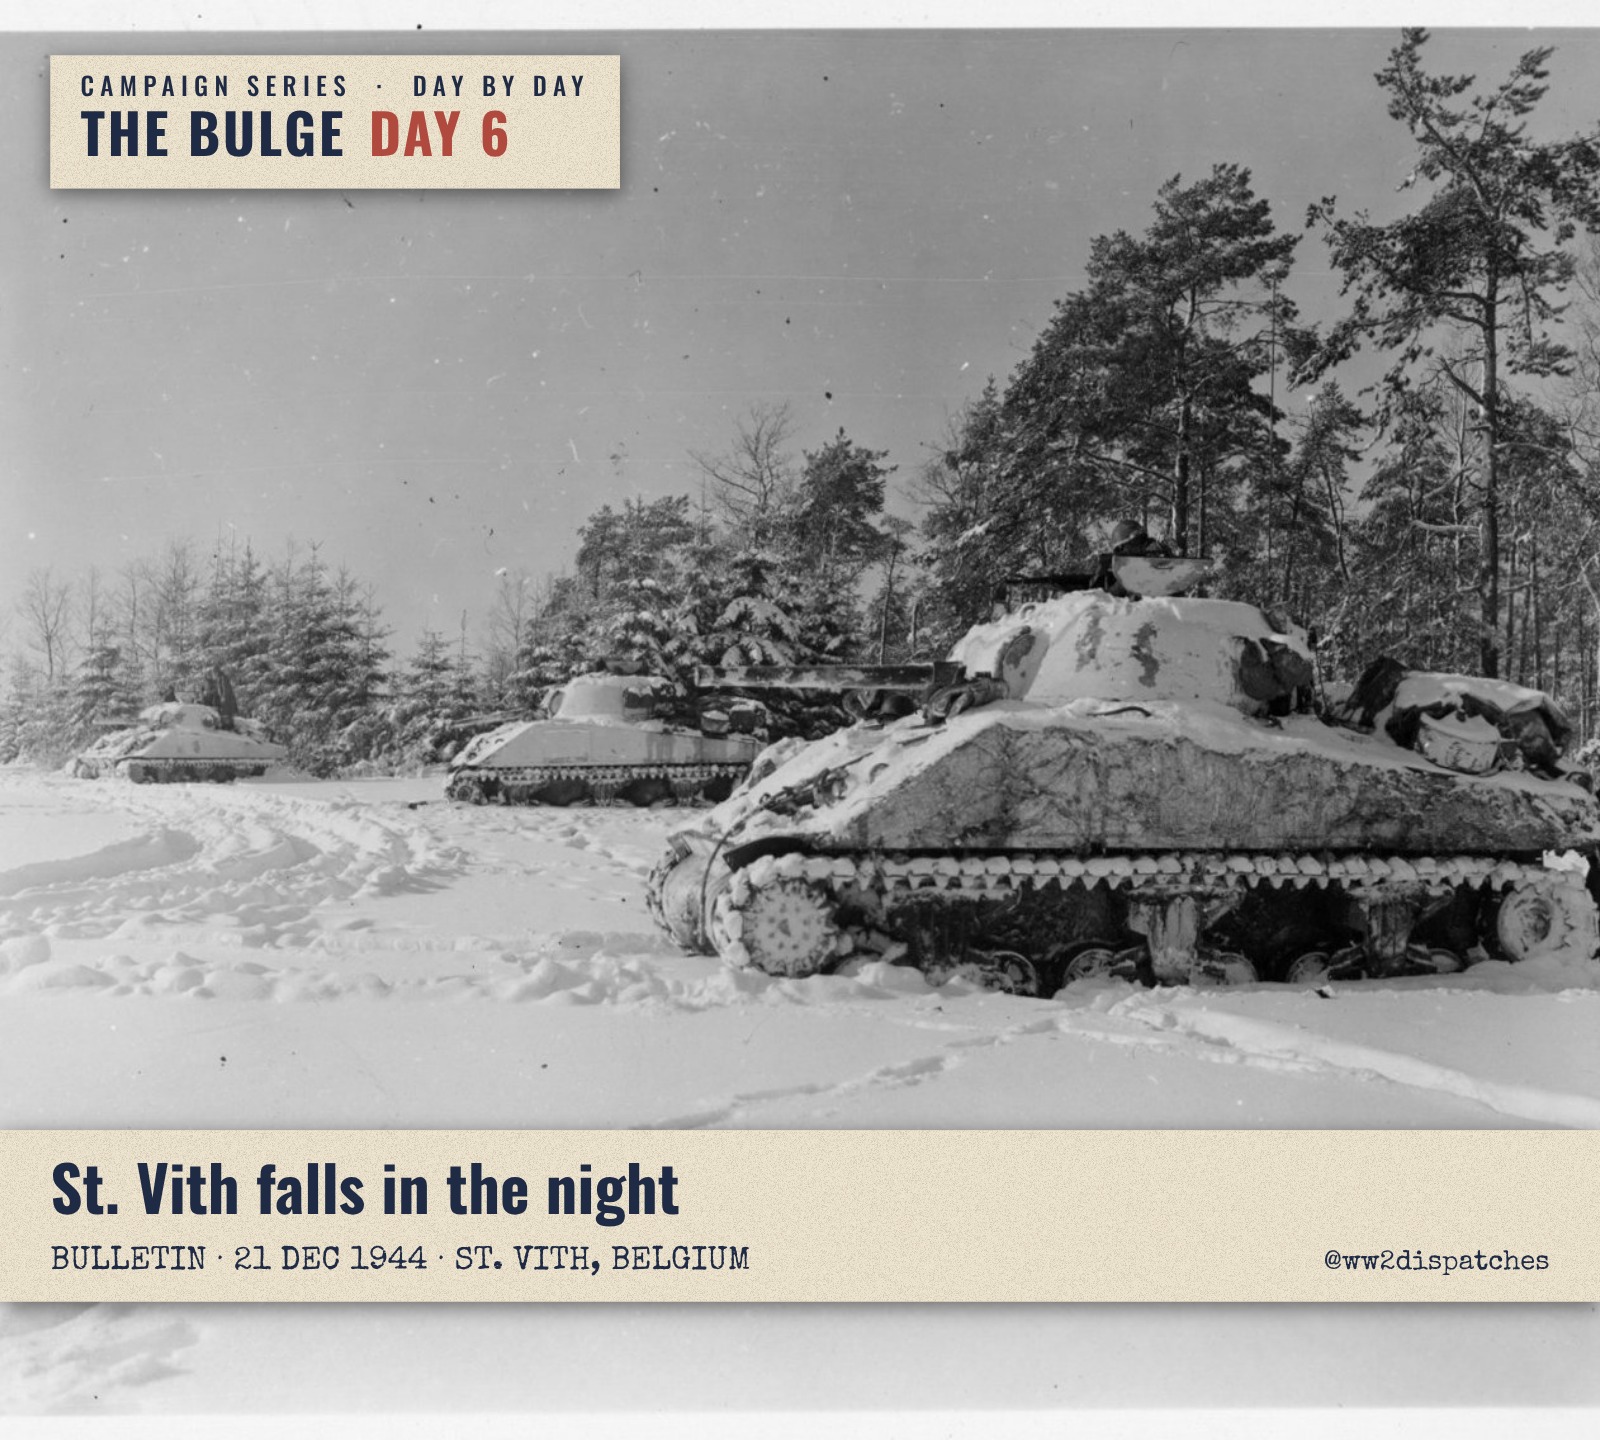 CAMPAIGN SERIES · DAY BY DAY
THE BULGE DAY 6
St. Vith falls in the night
BULLETIN · 21 DEC 1944 · ST. VITH, BELGIUM
@ww2dispatches